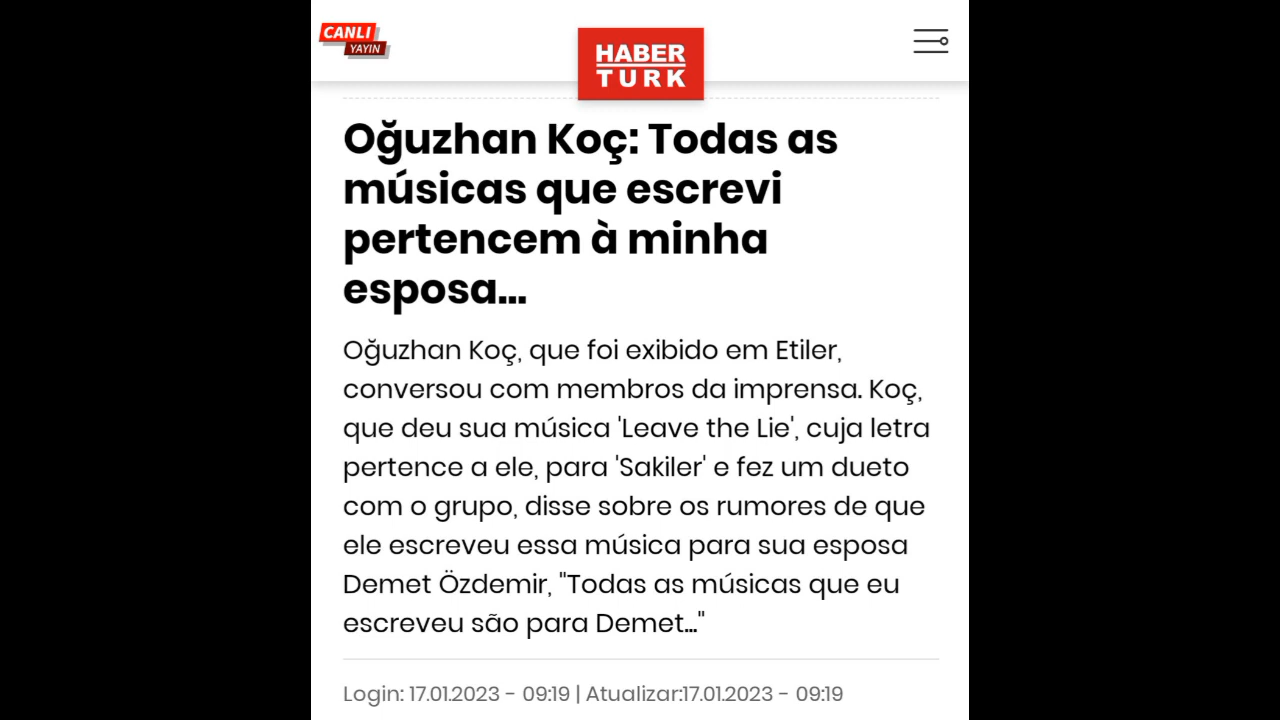 CANLI
YAYIN
HABER
TURK
Oğuzhan Koç: Todas as
músicas que escrevi
pertencem à minha
esposa...
Oğuzhan Koç, que foi exibido em Etiler,
conversou com membros da imprensa. Koç,
que deu sua música 'Leave the Lie', cuja letra
pertence a ele, para 'Sakiler' e fez um dueto
com o grupo, disse sobre os rumores de que
ele escreveu essa música para sua esposa
Demet Özdemir, "Todas as músicas que eu
escreveu são para Demet..."
Login: 17.01.2023 - 09:19 | Atualizar:17.01.2023 - 09:19